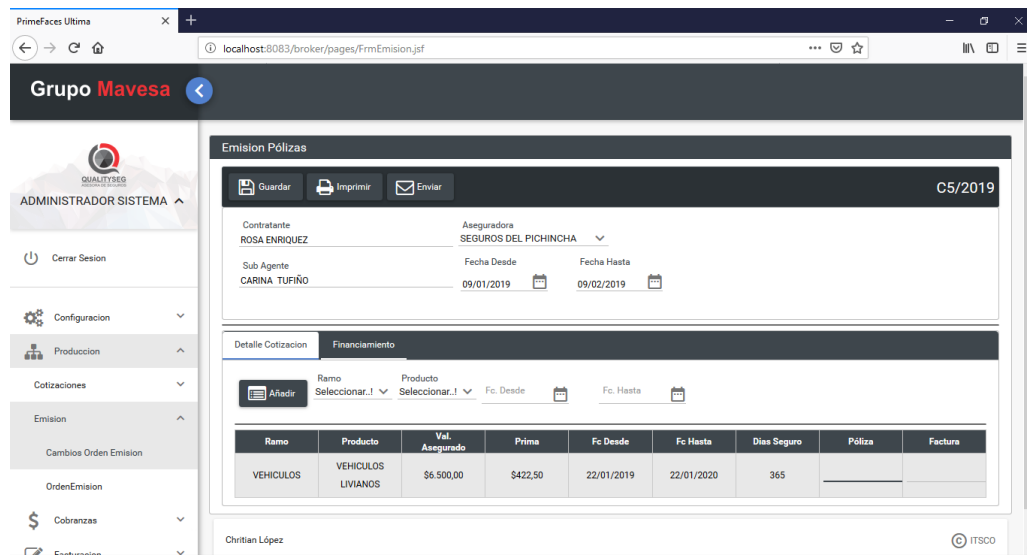 PrimeFaces Ultima
localhost:8083/broker/pages/FrmEmision.jsf
Grupo Mavesa
QUALITYSEG
ASESORIA DE SEGUROS
ADMINISTRADOR SISTEMA
Cerrar Sesion
Configuracion
Produccion
Cotizaciones
Emision
Cambios Orden Emision
OrdenEmision
Cobranzas
Facturacion
Emision Pólizas
Guardar Imprimir Enviar C5/2019
Contratante Aseguradora
ROSA ENRIQUEZ SEGUROS DEL PICHINCHA
Sub Agente Fecha Desde Fecha Hasta
CARINA TUFIÑO 09/01/2019 09/02/2019
Detalle Cotizacion Financiamiento
Ramo Producto
Añadir Seleccionar..! Seleccionar..! Fc. Desde Fc. Hasta
Ramo Producto Val. Asegurado Prima Fc Desde Fc Hasta Dias Seguro Póliza Factura
VEHICULOS VEHICULOS LIVIANOS $6.500,00 $422,50 22/01/2019 22/01/2020 365
Chritian López © ITSCO